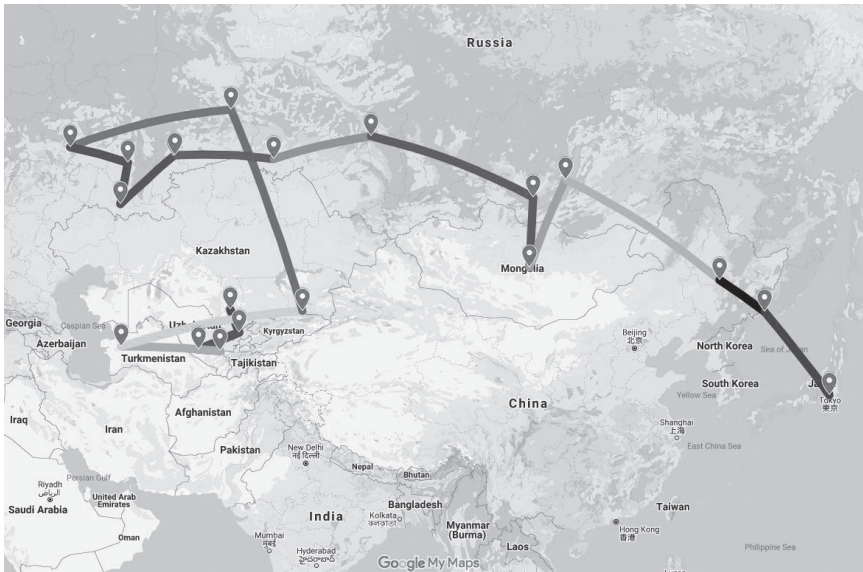 Russia
Kazakhstan
Mongolia
Georgia
Caspian Sea
Kyrgyzstan
Azerbaijan
Turkmenistan
Tajikistan
Beijing
北京
North Korea
Sea of Japan
South Korea
Yellow Sea
Tokyo
東京
China
Afghanistan
Iraq
Iran
Shanghai
上海
East China Sea
Pakistan
New Delhi
Nepal
Bhutan
Persian Gulf
Riyadh
الرياض
United Arab
Emirates
Saudi Arabia
Bangladesh
Kolkata
Taiwan
India
Oman
Myanmar
(Burma)
Hong Kong
香港
Mumbai
Hyderabad
Laos
Philippine Sea
Google My Maps